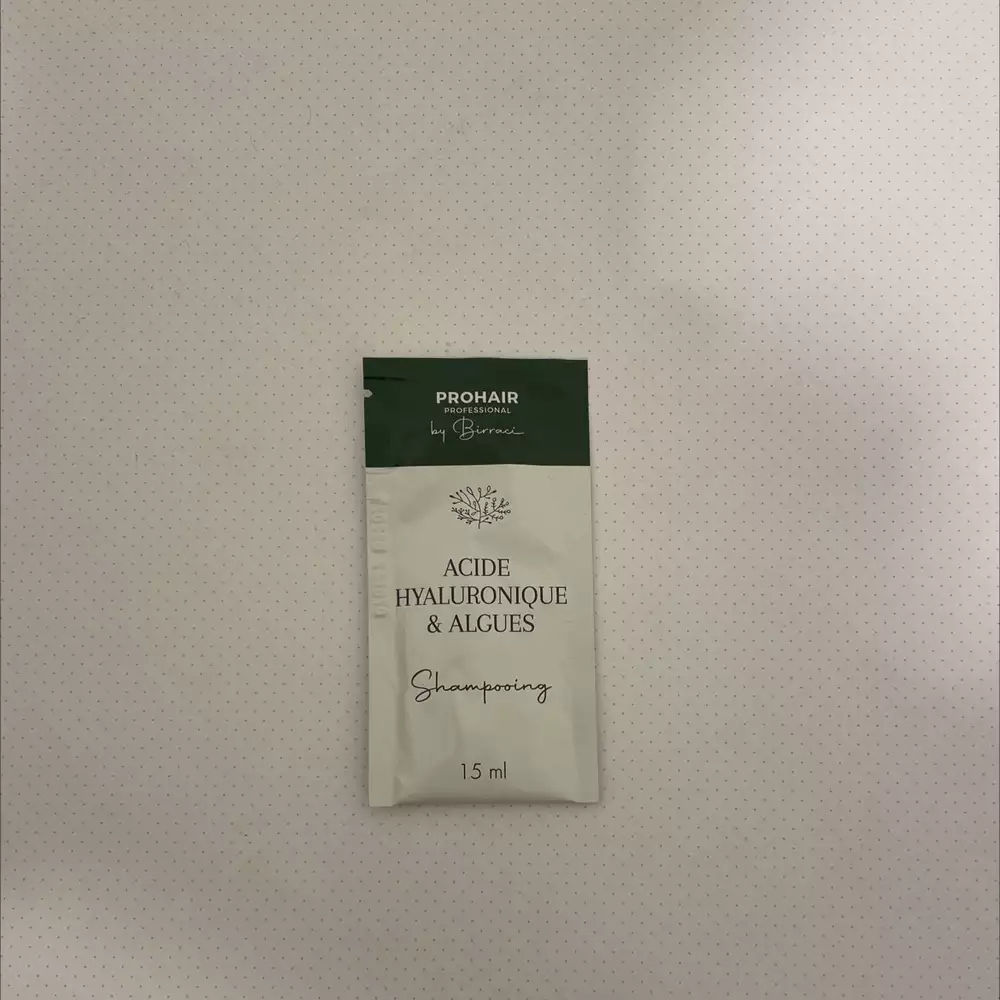 PROHAIR
PROFESSIONAL
by Birraci
ACIDE
HYALURONIQUE
& ALGUES
Shampooing
15 ml